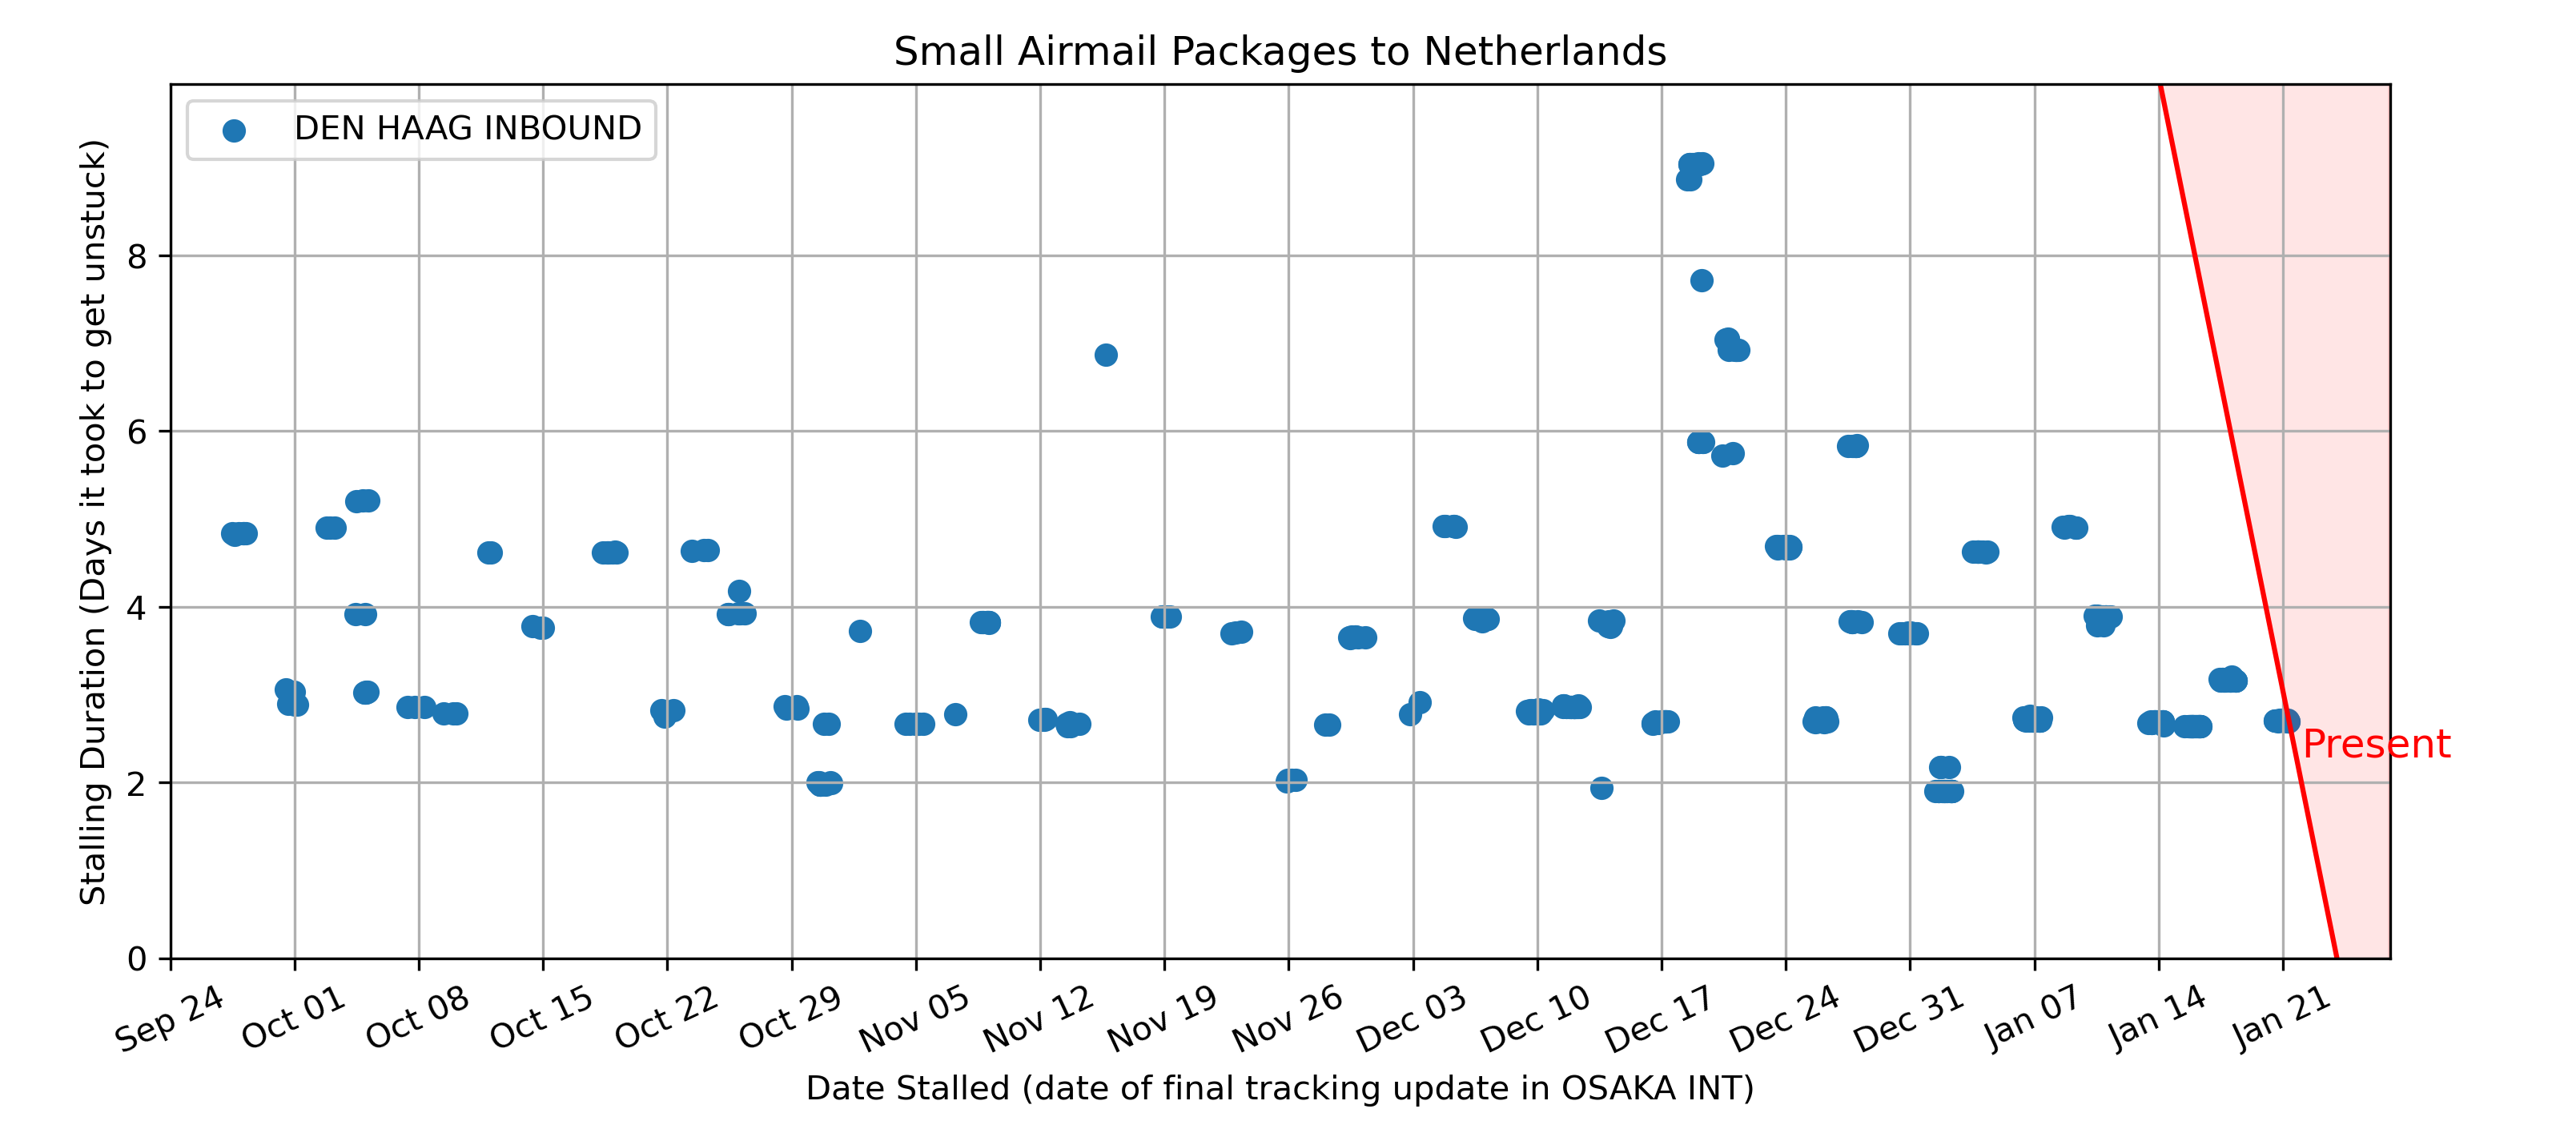 Small Airmail Packages to Netherlands
DEN HAAG INBOUND
Stalling Duration (Days it took to get unstuck)
8
6
4
2
0
Present
Sep 24 Oct 01 Oct 08 Oct 15 Oct 22 Oct 29 Nov 05 Nov 12 Nov 19 Nov 26 Dec 03 Dec 10 Dec 17 Dec 24 Dec 31 Jan 07 Jan 14 Jan 21
Date Stalled (date of final tracking update in OSAKA INT)